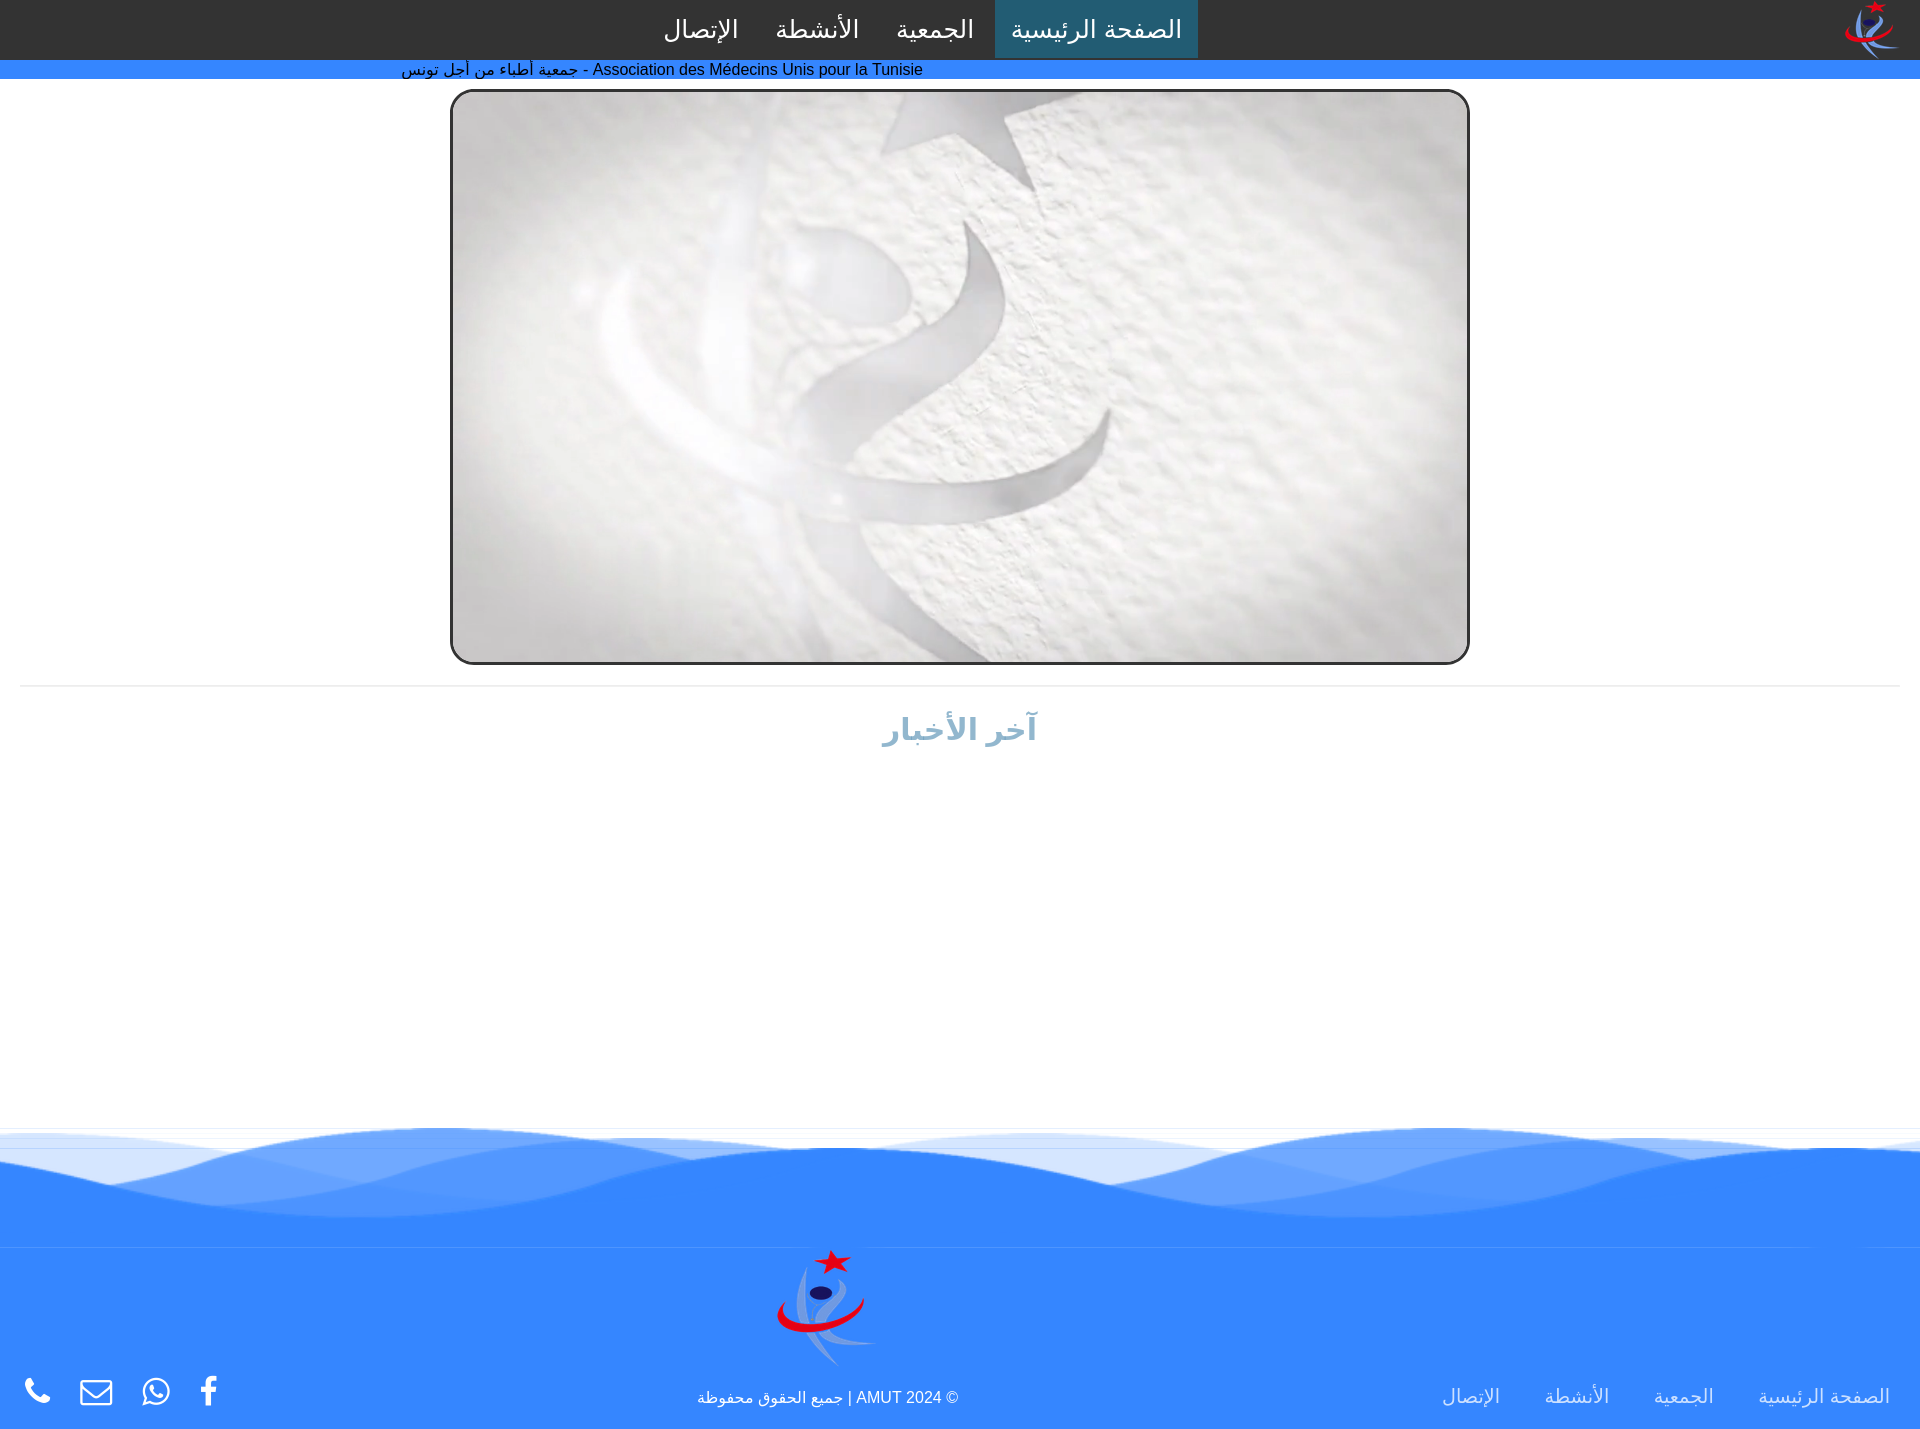 الصفحة الرئيسية
الجمعية
الأنشطة
الإتصال
Association des Médecins Unis pour la Tunisie - جمعية أطباء من أجل تونس
آخر الأخبار
الصفحة الرئيسية
الجمعية
الأنشطة
الإتصال
© 2024 AMUT | جميع الحقوق محفوظة